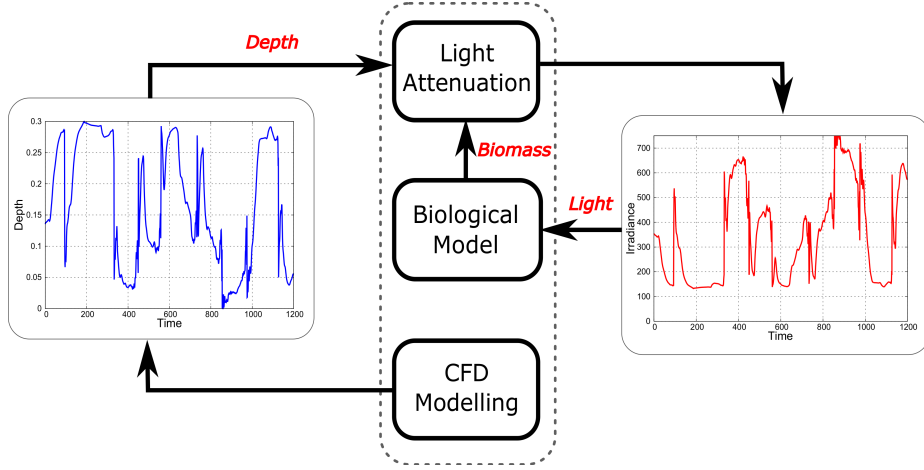 Depth
Light
Attenuation
Biomass
Biological
Model
Light
CFD
Modelling
0.3
0.25
0.2
0.15
0.1
0.05
0
Depth
0 200 400 600 800 1000 1200
Time
700
600
500
400
300
200
100
0
Irradiance
0 200 400 600 800 1000 1200
Time